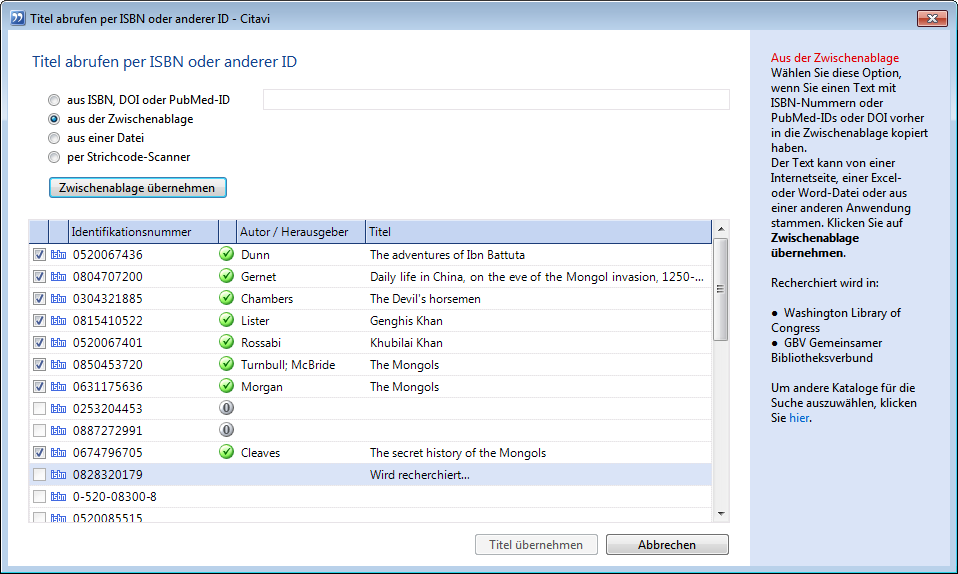 Titel abrufen per ISBN oder anderer ID - Citavi
Titel abrufen per ISBN oder anderer ID
aus ISBN, DOI oder PubMed-ID
aus der Zwischenablage
aus einer Datei
per Strichcode-Scanner
Zwischenablage übernehmen
Identifikationsnummer Autor / Herausgeber Titel
0520067436 Dunn The adventures of Ibn Battuta
0804707200 Gernet Daily life in China, on the eve of the Mongol invasion, 1250-...
0304321885 Chambers The Devil's horsemen
0815410522 Lister Genghis Khan
0520067401 Rossabi Khubilai Khan
0850453720 Turnbull; McBride The Mongols
0631175636 Morgan The Mongols
0253204453 0
0887272991 0
0674796705 Cleaves The secret history of the Mongols
0828320179 Wird recherchiert...
0-520-08300-8
0520085515
Titel übernehmen Abbrechen
Aus der Zwischenablage
Wählen Sie diese Option,
wenn Sie einen Text mit
ISBN-Nummern oder
PubMed-IDs oder DOI vorher
in die Zwischenablage kopiert
haben.
Der Text kann von einer
Internetseite, einer Excel-
oder Word-Datei oder aus
einer anderen Anwendung
stammen. Klicken Sie auf
Zwischenablage
übernehmen.
Recherchiert wird in:
● Washington Library of
Congress
● GBV Gemeinsamer
Bibliotheksverbund
Um andere Kataloge für die
Suche auszuwählen, klicken
Sie hier.